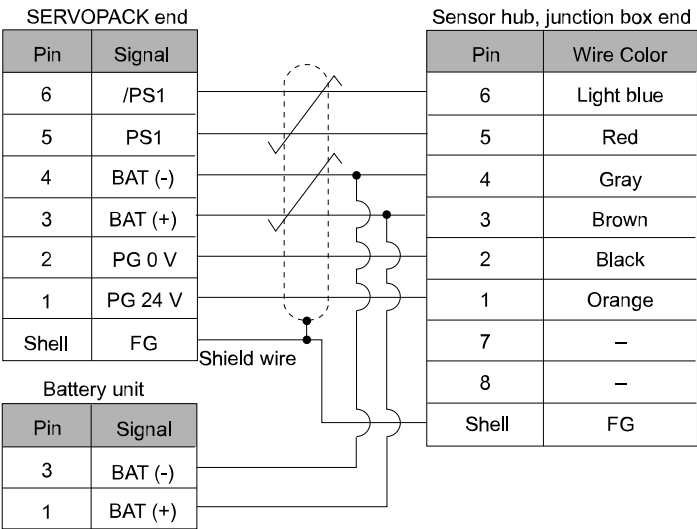 SERVOPACK end
Pin Signal
6 /PS1
5 PS1
4 BAT (-)
3 BAT (+)
2 PG 0 V
1 PG 24 V
Shell FG
Shield wire
Sensor hub, junction box end
Pin Wire Color
6 Light blue
5 Red
4 Gray
3 Brown
2 Black
1 Orange
7 –
8 –
Shell FG
Battery unit
Pin Signal
3 BAT (-)
1 BAT (+)